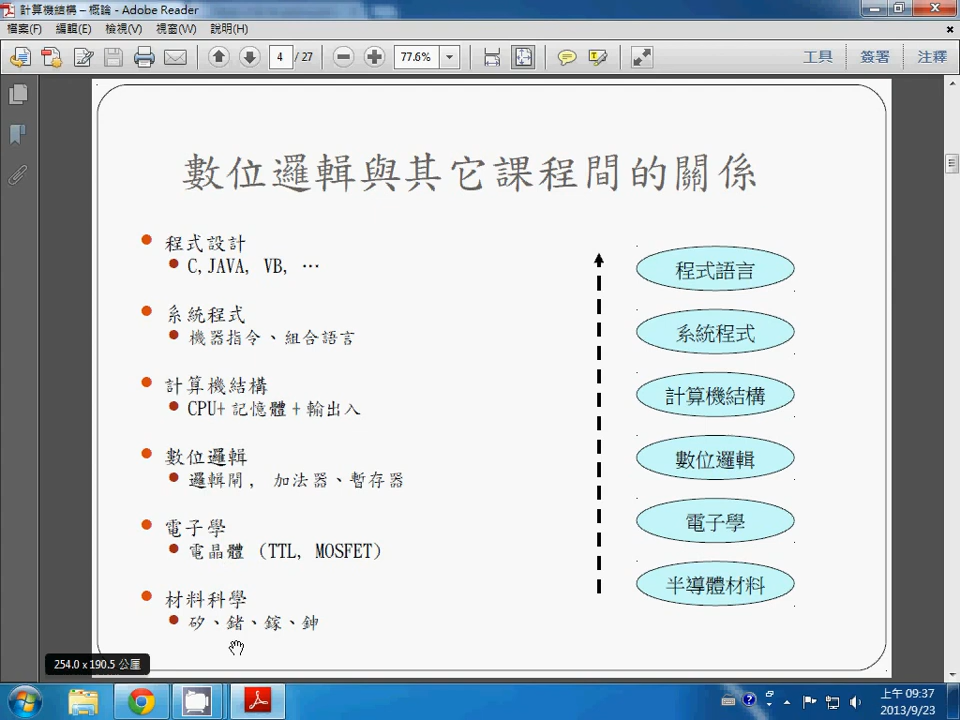 計算機結構 – 概論 - Adobe Reader
檔案(F) 編輯(E) 檢視(V) 視窗(W) 說明(H)
4 / 27 77.6% 工具 簽署 注釋
數位邏輯與其它課程間的關係
程式設計
C,JAVA, VB, …
系統程式
機器指令、組合語言
計算機結構
CPU+ 記憶體 + 輸出入
數位邏輯
邏輯閘, 加法器、暫存器
電子學
電晶體 (TTL, MOSFET)
材料科學
矽、鍺、鎵、砷
程式語言
系統程式
計算機結構
數位邏輯
電子學
半導體材料
254.0 x 190.5 公厘
上午 09:37
2013/9/23